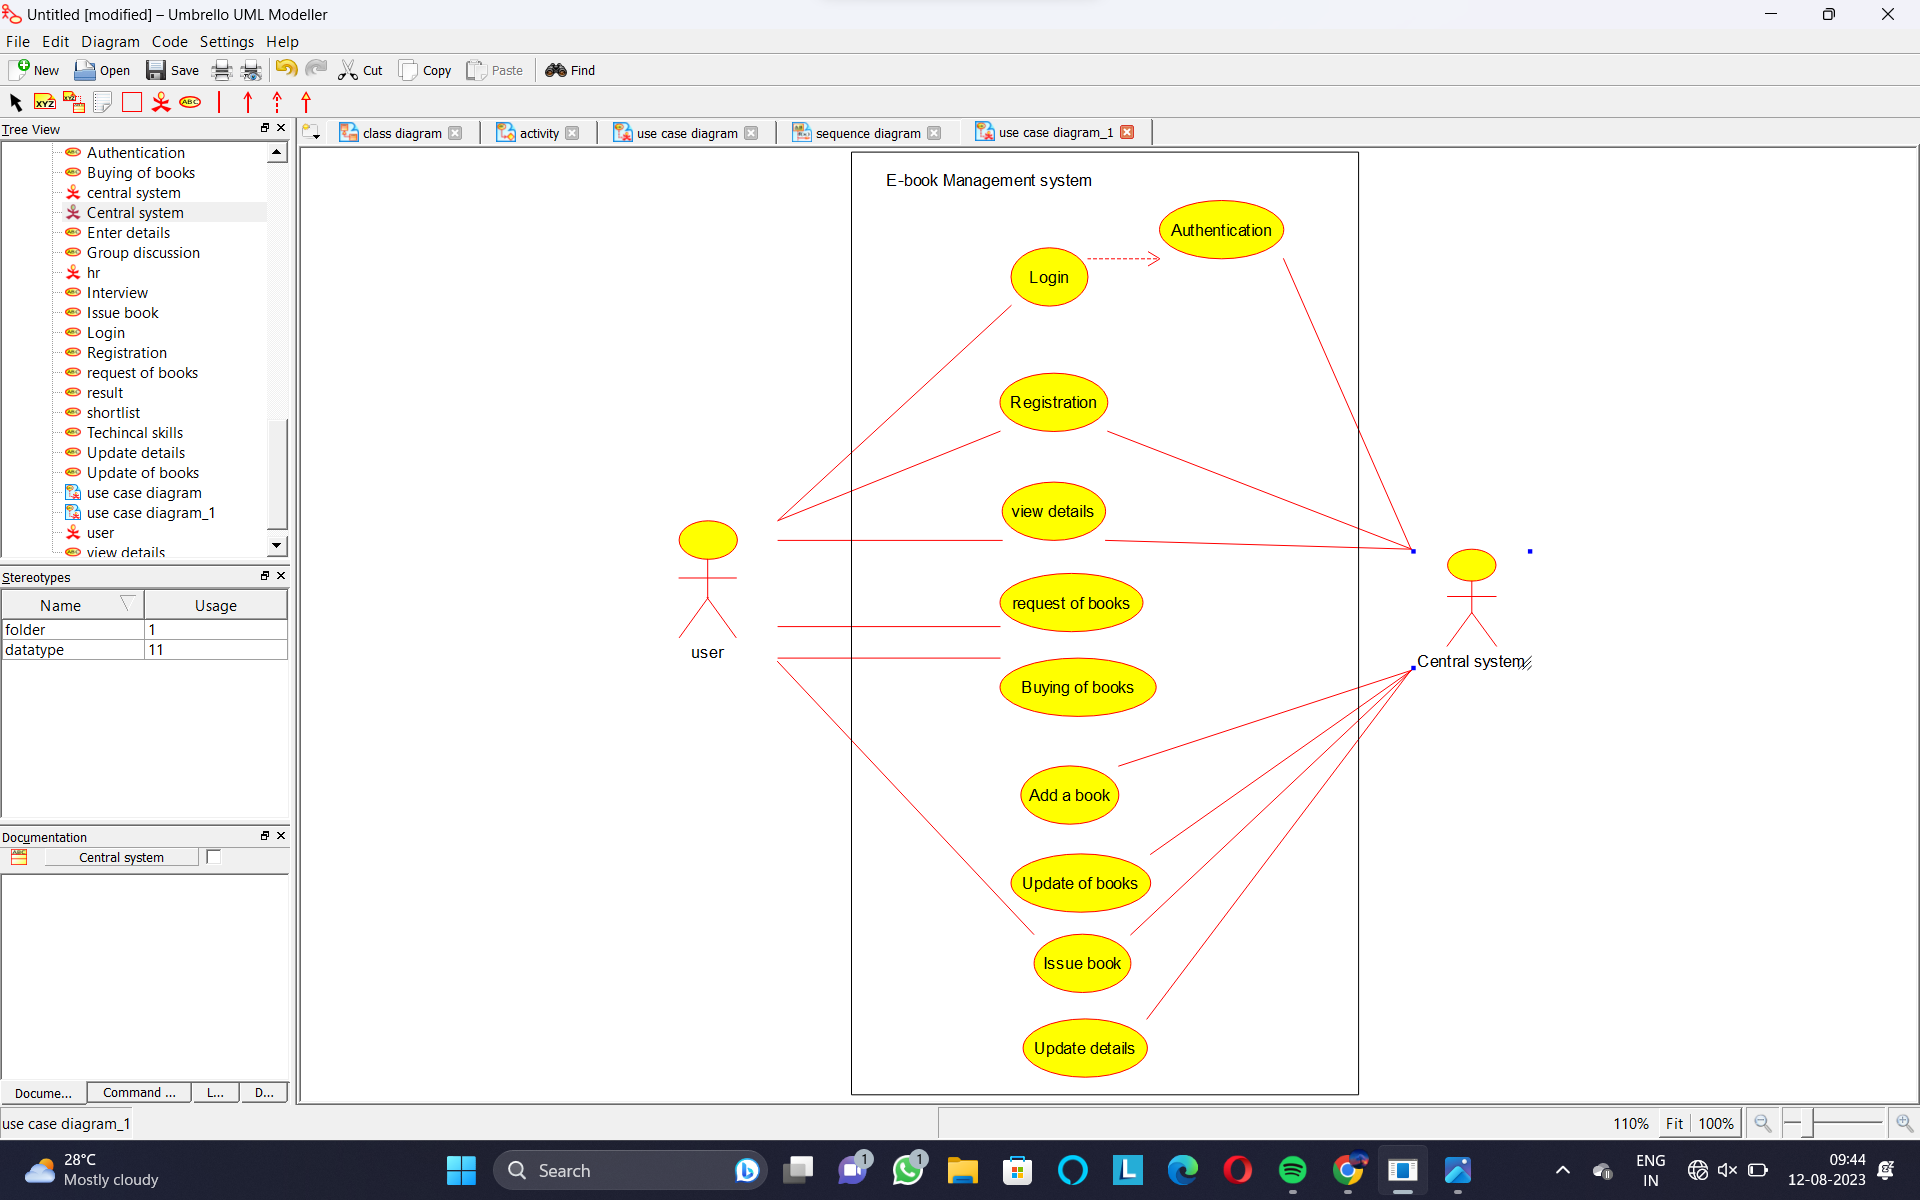 Untitled [modified] – Umbrello UML Modeller
File Edit Diagram Code Settings Help
New Open Save Cut Copy Paste Find
XYZ XYZ ABC
Tree View
class diagram activity use case diagram sequence diagram use case diagram_1
Authentication
Buying of books
central system
Central system
Enter details
Group discussion
hr
Interview
Issue book
Login
Registration
request of books
result
shortlist
Techincal skills
Update details
Update of books
use case diagram
use case diagram_1
user
view details
Stereotypes
Name Usage
folder 1
datatype 11
Documentation
Central system
Docume... Command ... L... D...
E-book Management system
Authentication
Login
Registration
view details
request of books
user
Central system
Buying of books
Add a book
Update of books
Issue book
Update details
use case diagram_1
110% Fit 100%
28°C
Mostly cloudy
Search
1
1
L
ENG
IN
09:44
12-08-2023